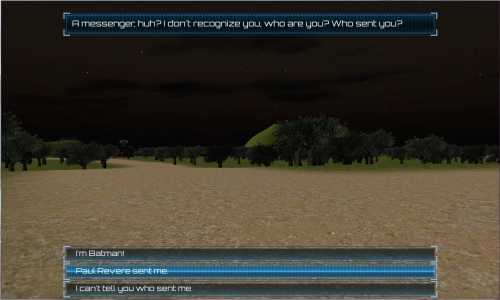 A messenger, huh? I don't recognize you, who are you? Who sent you?
I'm Batman!
Paul Revere sent me.
I can't tell you who sent me